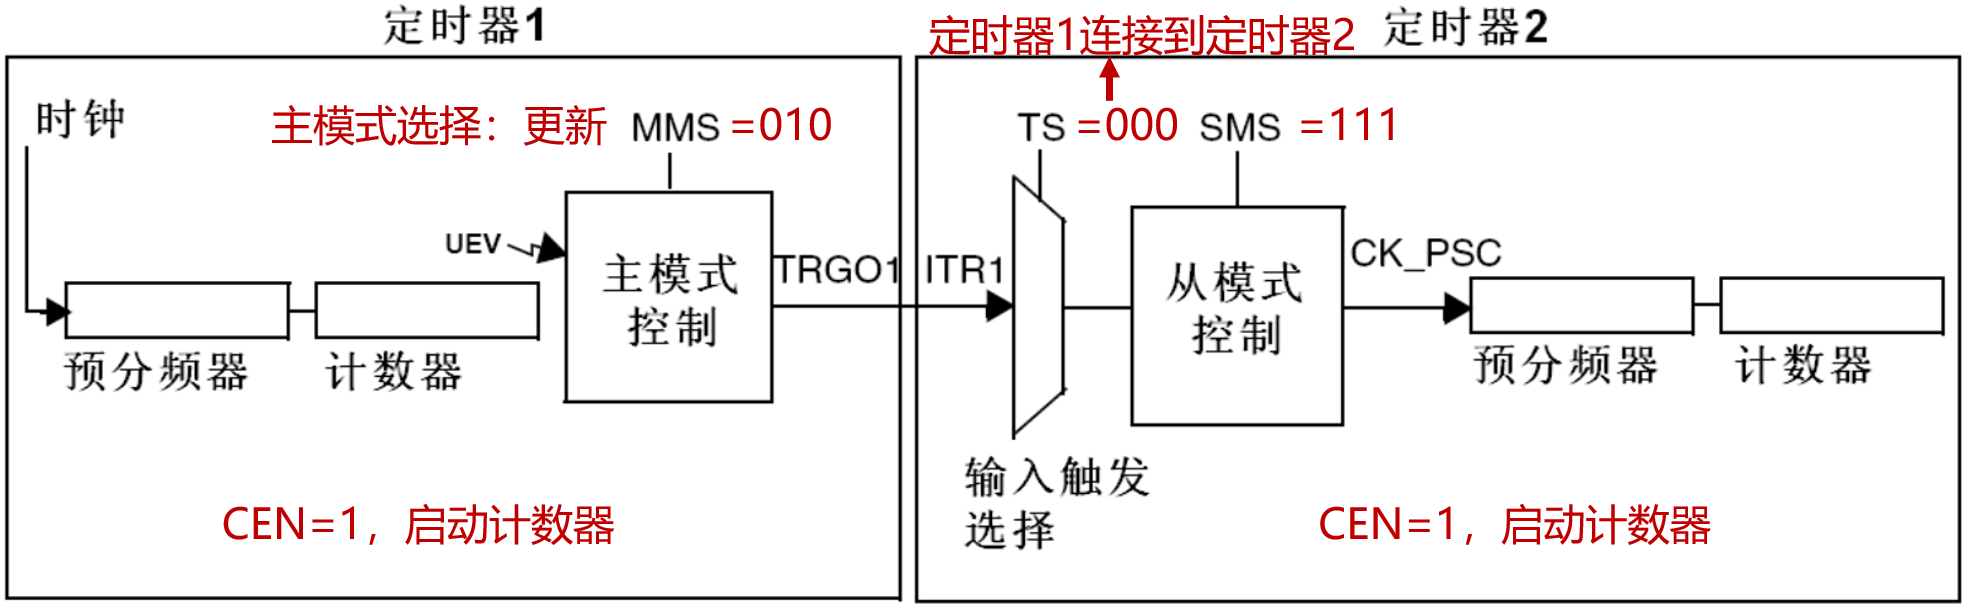 定时器1
定时器1连接到定时器2
定时器2
时钟
主模式选择：更新
MMS =010
TS =000
SMS =111
UEV
主模式
控制
TRGO1
ITR1
从模式
控制
CK_PSC
预分频器
计数器
预分频器
计数器
输入触发
选择
CEN=1，启动计数器
CEN=1，启动计数器